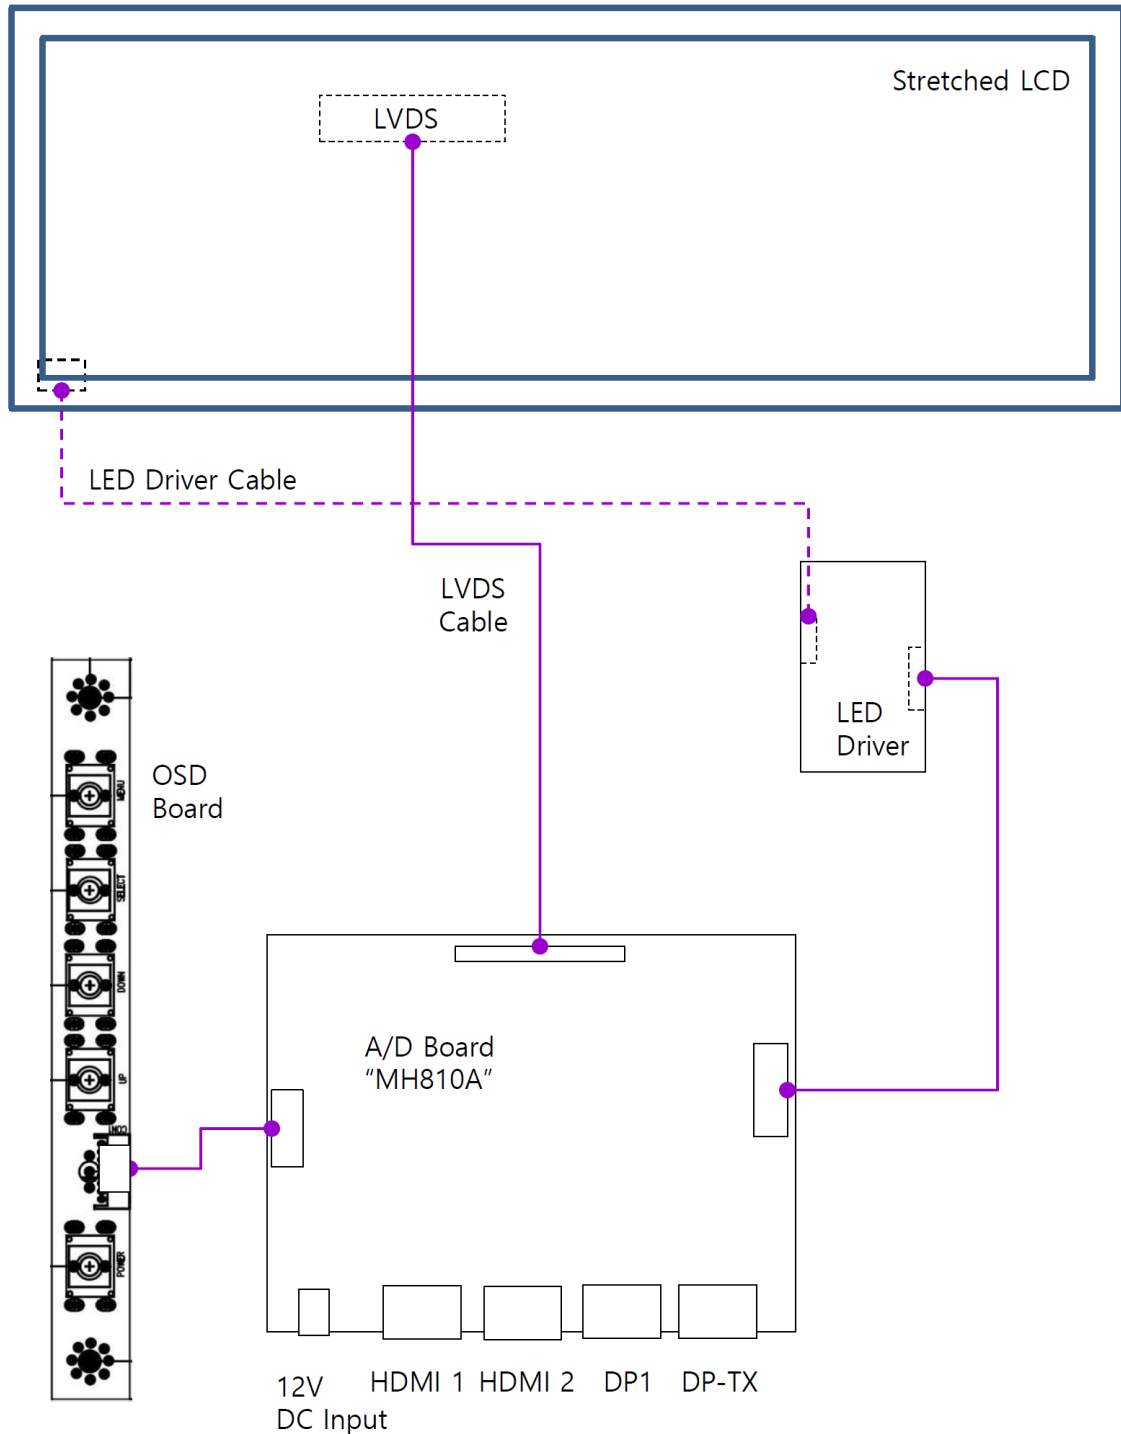 Stretched LCD
LVDS
LED Driver Cable
LVDS
Cable
LED
Driver
OSD
Board
MENU
SELECT
DOWN
UP
CON1
POWER
A/D Board
“MH810A”
12V
DC Input
HDMI 1
HDMI 2
DP1
DP-TX